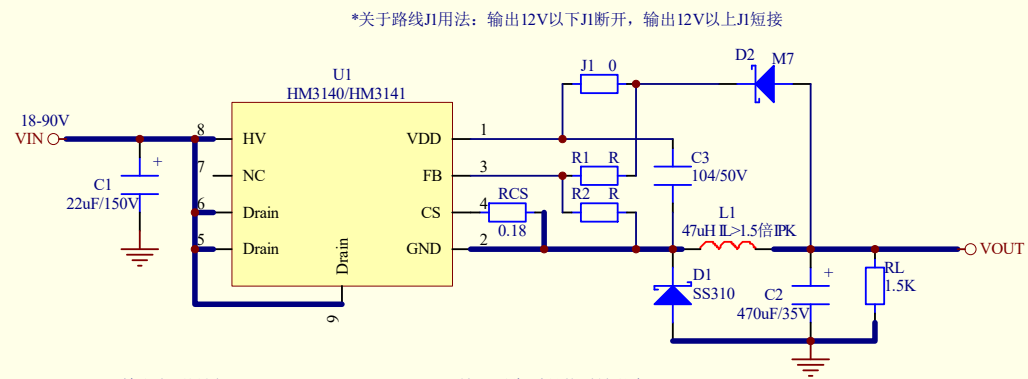 *关于路线J1用法：输出12V以下J1断开，输出12V以上J1短接
U1
HM3140/HM3141
J1 0
D2 M7
18-90V
VIN
8 HV
VDD 1
7 NC
FB 3
6 Drain
CS 4
5 Drain
GND 2
Drain
9
C1
22uF/150V
+
R1 R
R2 R
RCS
0.18
C3
104/50V
L1
47uH IL>1.5倍IPK
VOUT
D1
SS310
C2
470uF/35V
+
RL
1.5K